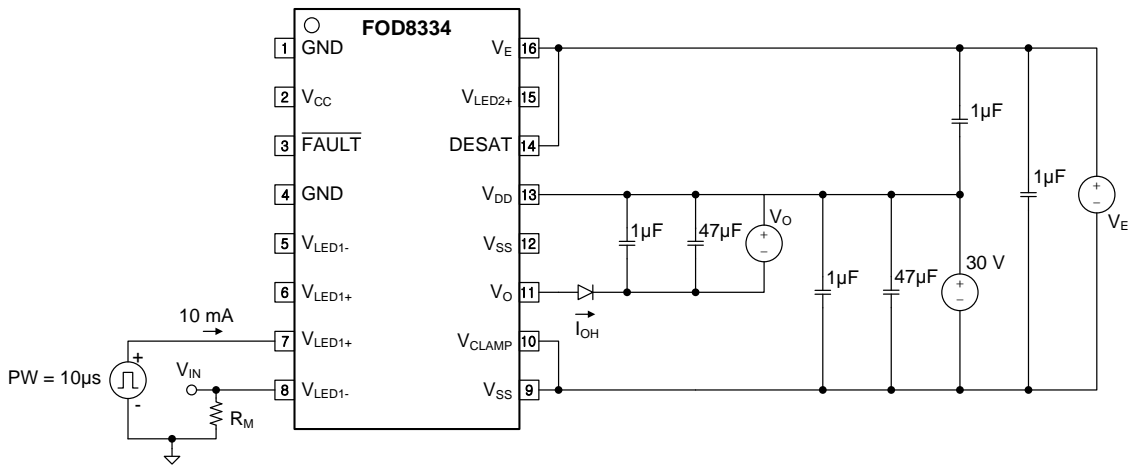 FOD8334
1 GND
2 VCC
3 FAULT
4 GND
5 VLED1-
6 VLED1+
7 VLED1+
8 VLED1-
VE 16
VLED2+ 15
DESAT 14
VDD 13
VSS 12
VO 11
VCLAMP 10
VSS 9
10 mA
PW = 10µs
+
-
VIN
RM
IOH
1µF
47µF
VO
+
−
1µF
47µF
30 V
+
−
1µF
1µF
VE
+
−